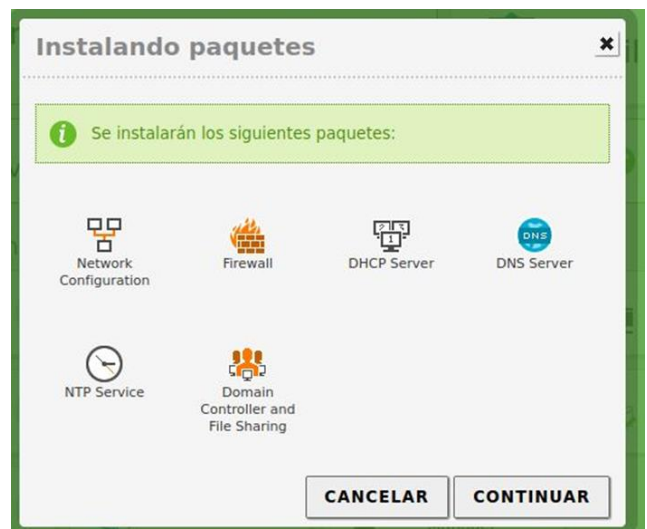 Instalando paquetes
Se instalarán los siguientes paquetes:
Network
Configuration
Firewall
DHCP Server
DNS
DNS Server
NTP Service
Domain
Controller and
File Sharing
CANCELAR
CONTINUAR